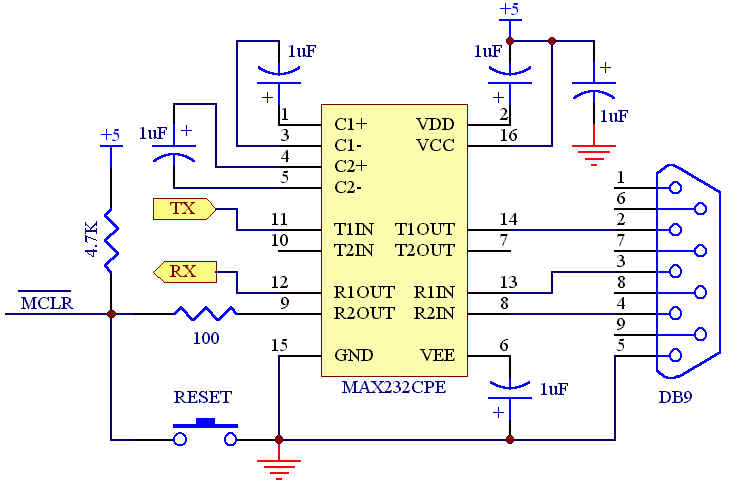 +5
1uF
1uF
+
+
+
1uF
1uF
+
+5
1
C1+
VDD
2
3
C1-
VCC
16
4
C2+
5
C2-
1
6
TX
11
T1IN
T1OUT
14
2
10
T2IN
T2OUT
7
7
4.7K
RX
3
12
R1OUT
R1IN
13
8
MCLR
9
R2OUT
R2IN
8
4
100
9
15
GND
VEE
6
5
MAX232CPE
1uF
+
RESET
DB9